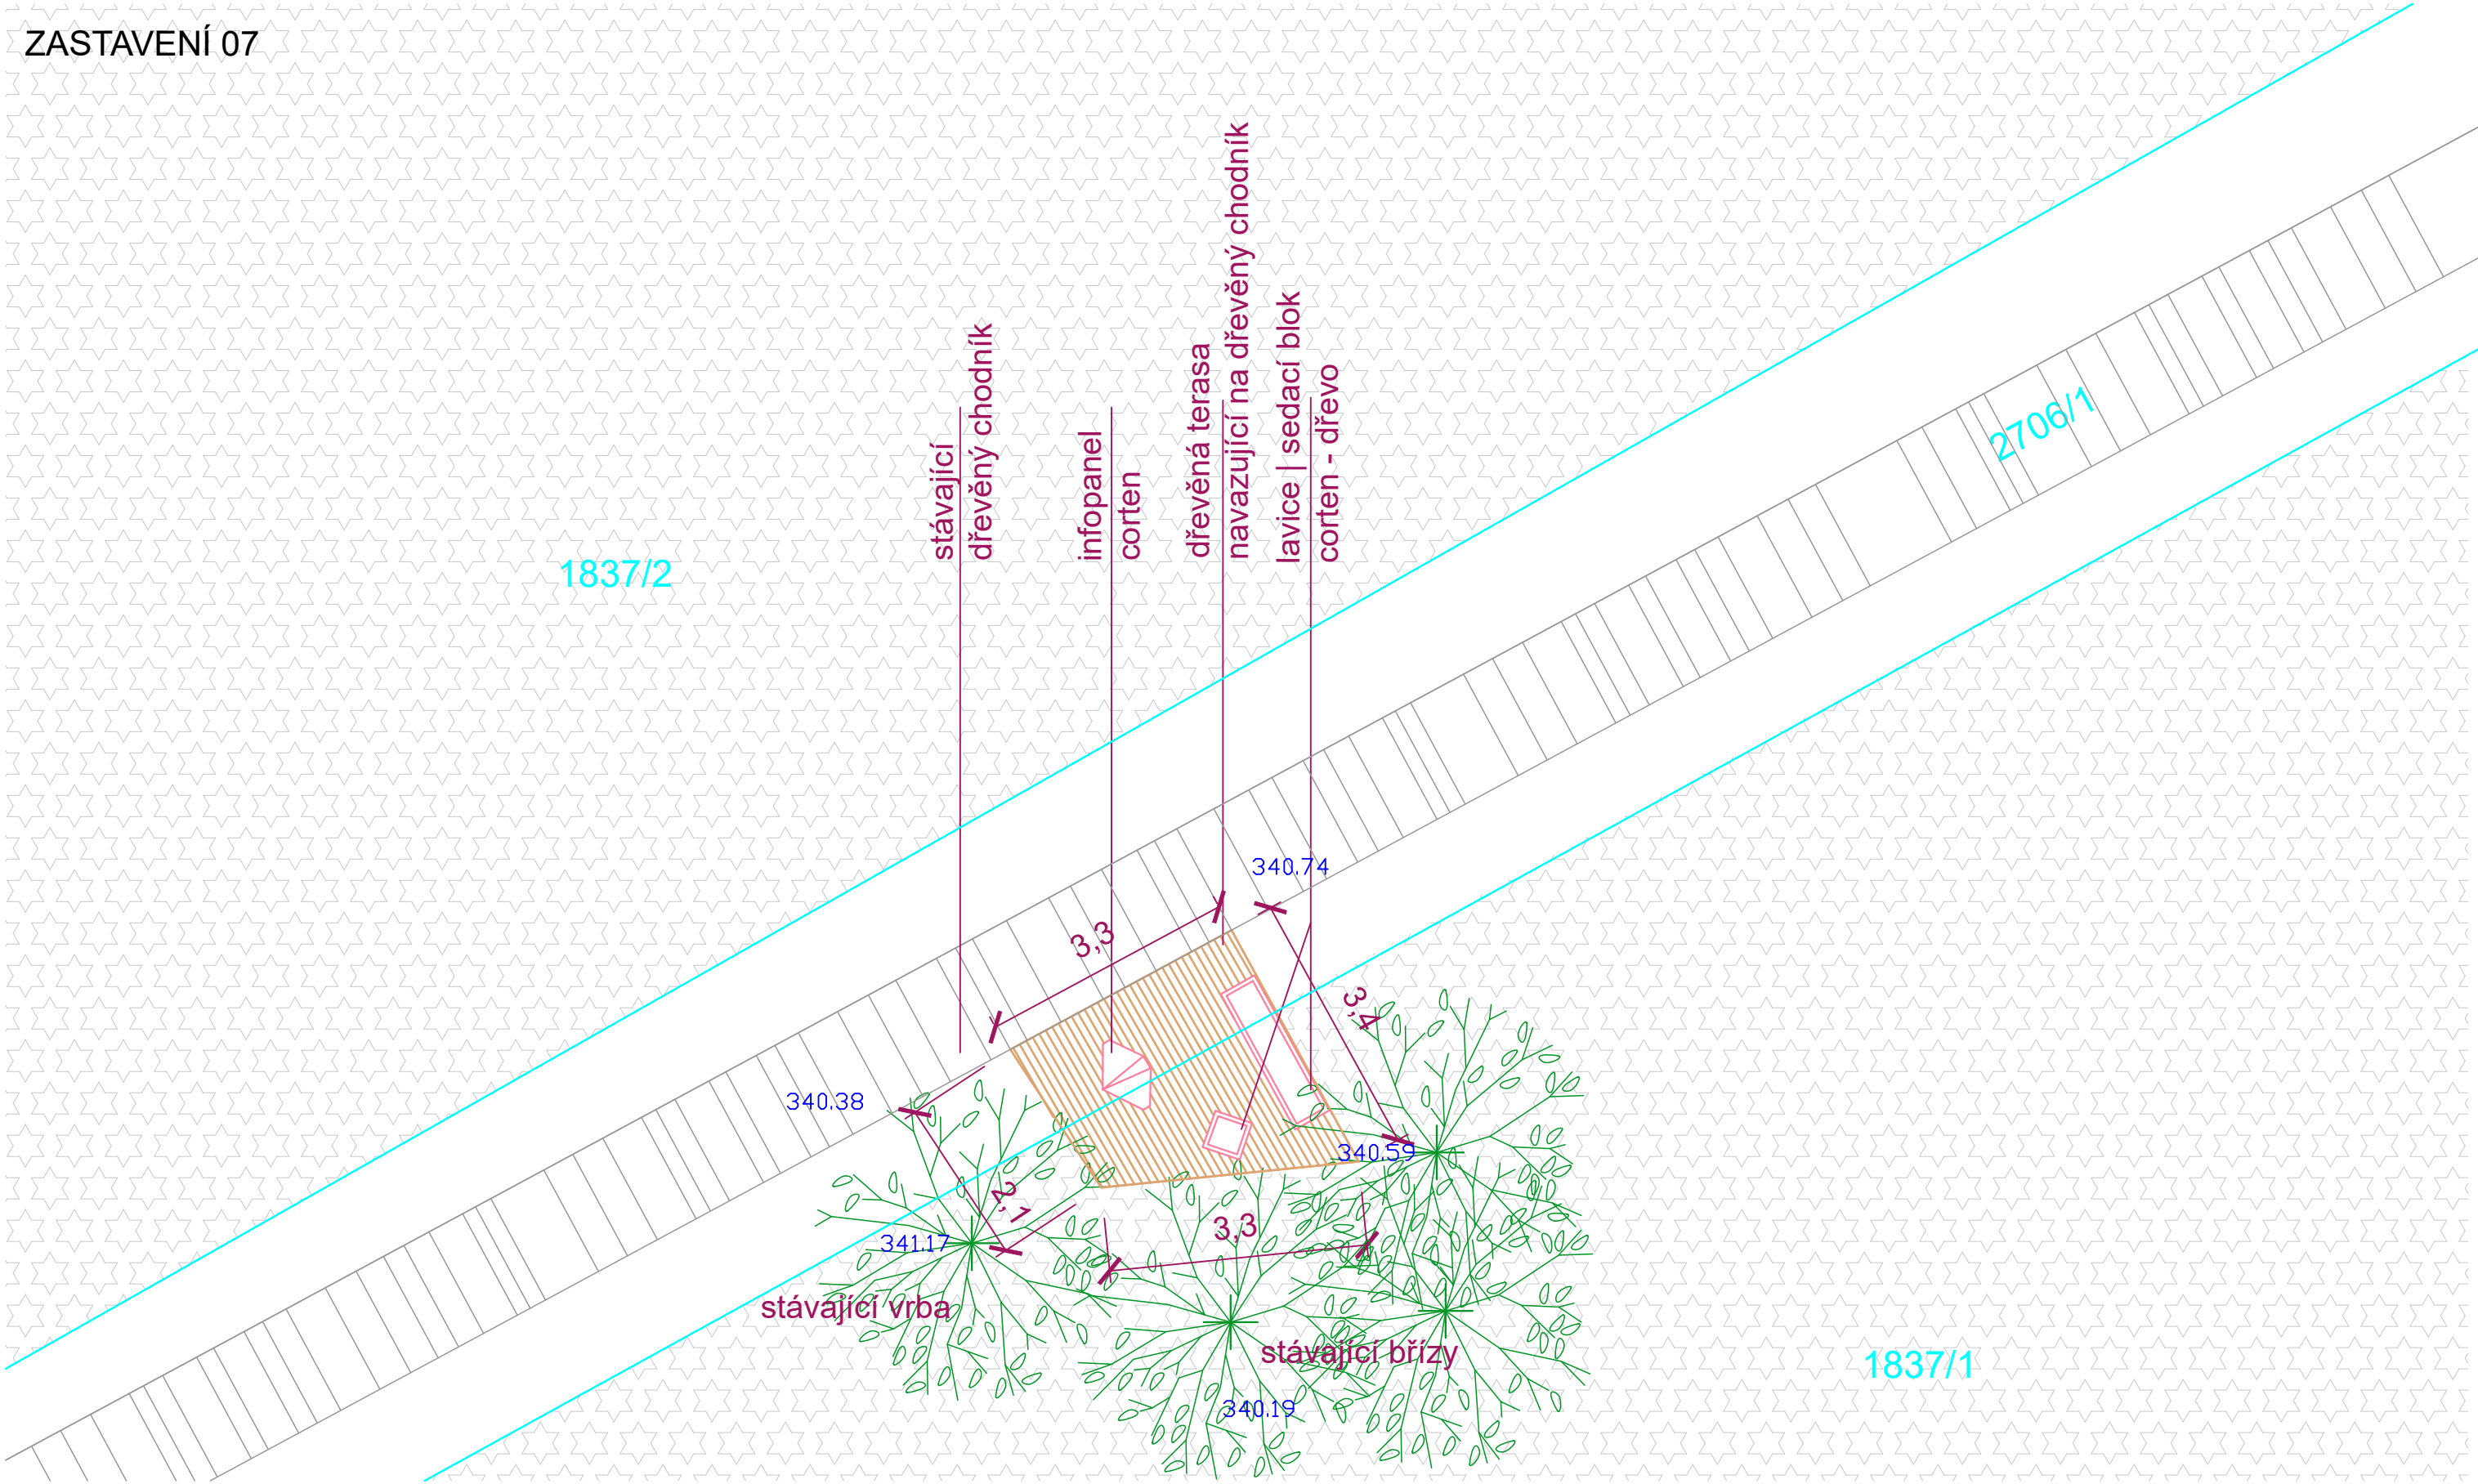 ZASTAVENÍ 07
stávající
dřevěný chodník
infopanel
corten
dřevěná terasa
navazující na dřevěný chodník
lavice | sedací blok
corten - dřevo
2706/1
1837/2
340.74
3,3
3,4
340.38
340.59
2,1
3,3
341.17
stávající vrba
stávající břízy
1837/1
340.19